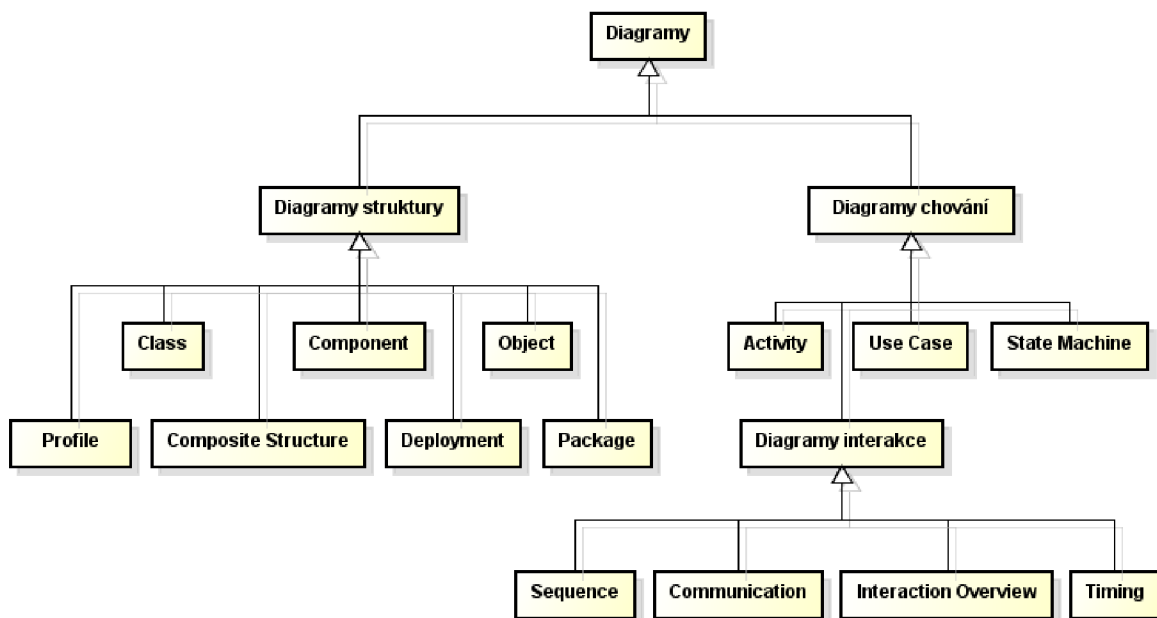 Diagramy
Diagramy struktury
Diagramy chování
Class
Component
Object
Activity
Use Case
State Machine
Profile
Composite Structure
Deployment
Package
Diagramy interakce
Sequence
Communication
Interaction Overview
Timing